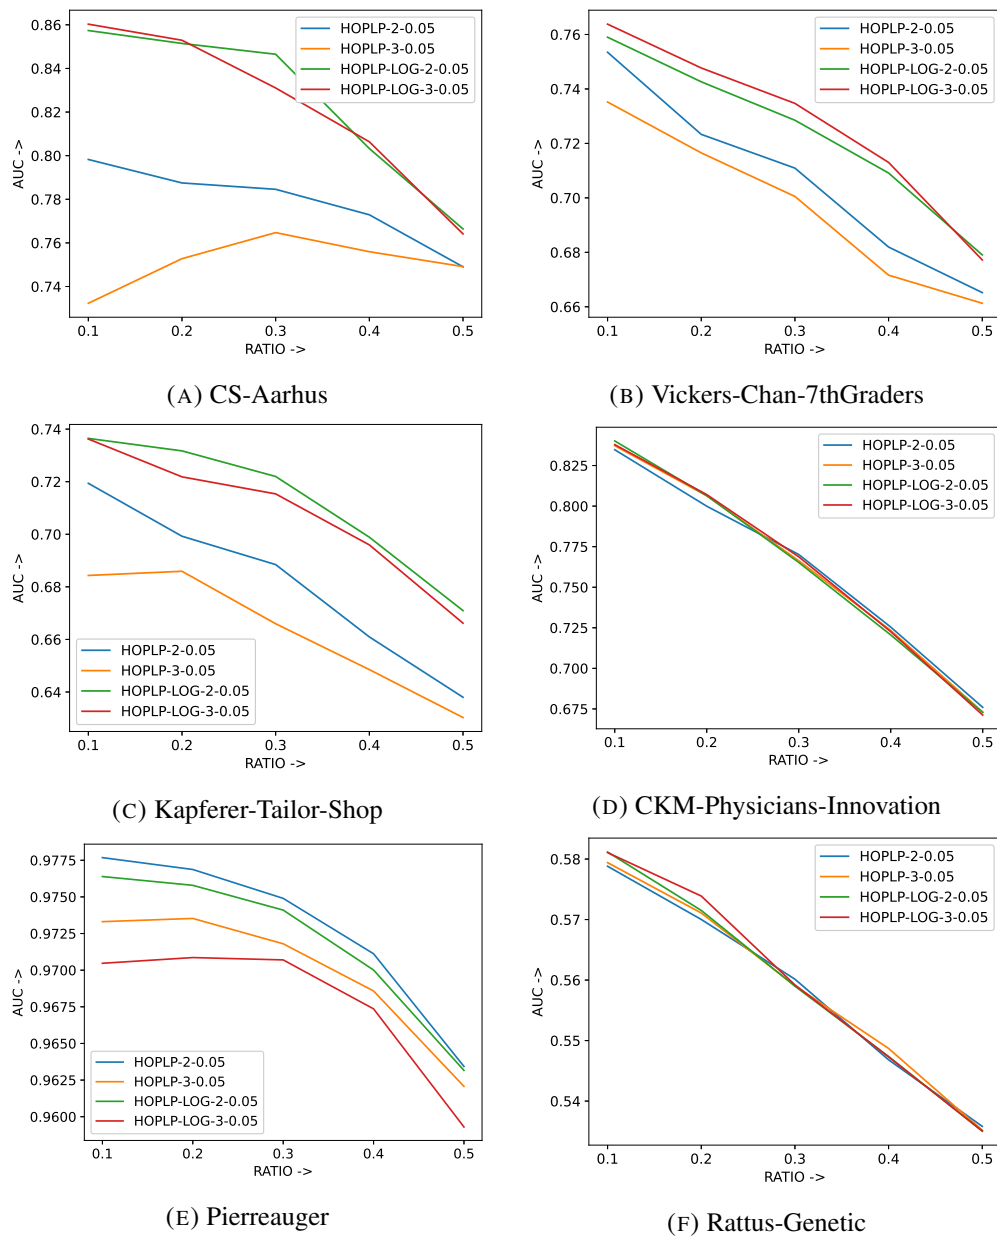 0.86
0.84
0.82
0.80
0.78
0.76
0.74
AUC ->
HOPLP-2-0.05
HOPLP-3-0.05
HOPLP-LOG-2-0.05
HOPLP-LOG-3-0.05
0.1 0.2 0.3 0.4 0.5
RATIO ->
(A) CS-Aarhus
0.76
0.74
0.72
0.70
0.68
0.66
AUC ->
HOPLP-2-0.05
HOPLP-3-0.05
HOPLP-LOG-2-0.05
HOPLP-LOG-3-0.05
0.1 0.2 0.3 0.4 0.5
RATIO ->
(B) Vickers-Chan-7thGraders
0.74
0.72
0.70
0.68
0.66
0.64
AUC ->
HOPLP-2-0.05
HOPLP-3-0.05
HOPLP-LOG-2-0.05
HOPLP-LOG-3-0.05
0.1 0.2 0.3 0.4 0.5
RATIO ->
(C) Kapferer-Tailor-Shop
0.825
0.800
0.775
0.750
0.725
0.700
0.675
AUC ->
HOPLP-2-0.05
HOPLP-3-0.05
HOPLP-LOG-2-0.05
HOPLP-LOG-3-0.05
0.1 0.2 0.3 0.4 0.5
RATIO ->
(D) CKM-Physicians-Innovation
0.9775
0.9750
0.9725
0.9700
0.9675
0.9650
0.9625
0.9600
AUC ->
HOPLP-2-0.05
HOPLP-3-0.05
HOPLP-LOG-2-0.05
HOPLP-LOG-3-0.05
0.1 0.2 0.3 0.4 0.5
RATIO ->
(E) Pierreauger
0.58
0.57
0.56
0.55
0.54
AUC ->
HOPLP-2-0.05
HOPLP-3-0.05
HOPLP-LOG-2-0.05
HOPLP-LOG-3-0.05
0.1 0.2 0.3 0.4 0.5
RATIO ->
(F) Rattus-Genetic